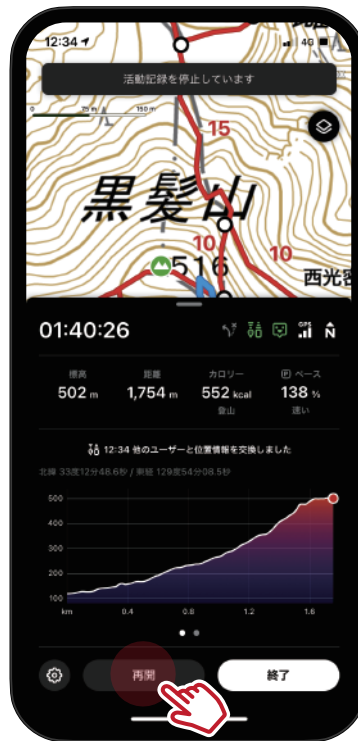 12:34 4G
活動記録を停止しています
0 75 m 150 m
15
黒髪山
10
10
516
西光密
01:40:26 GPS N
標高 距離 カロリー P ペース
502 m 1,754 m 552 kcal 138 %
登山 速い
12:34 他のユーザーと位置情報を交換しました
北緯 33度12分48.6秒 / 東経 129度54分08.5秒
500
400
300
200
100
km 0.4 0.8 1.2 1.6
再開 終了